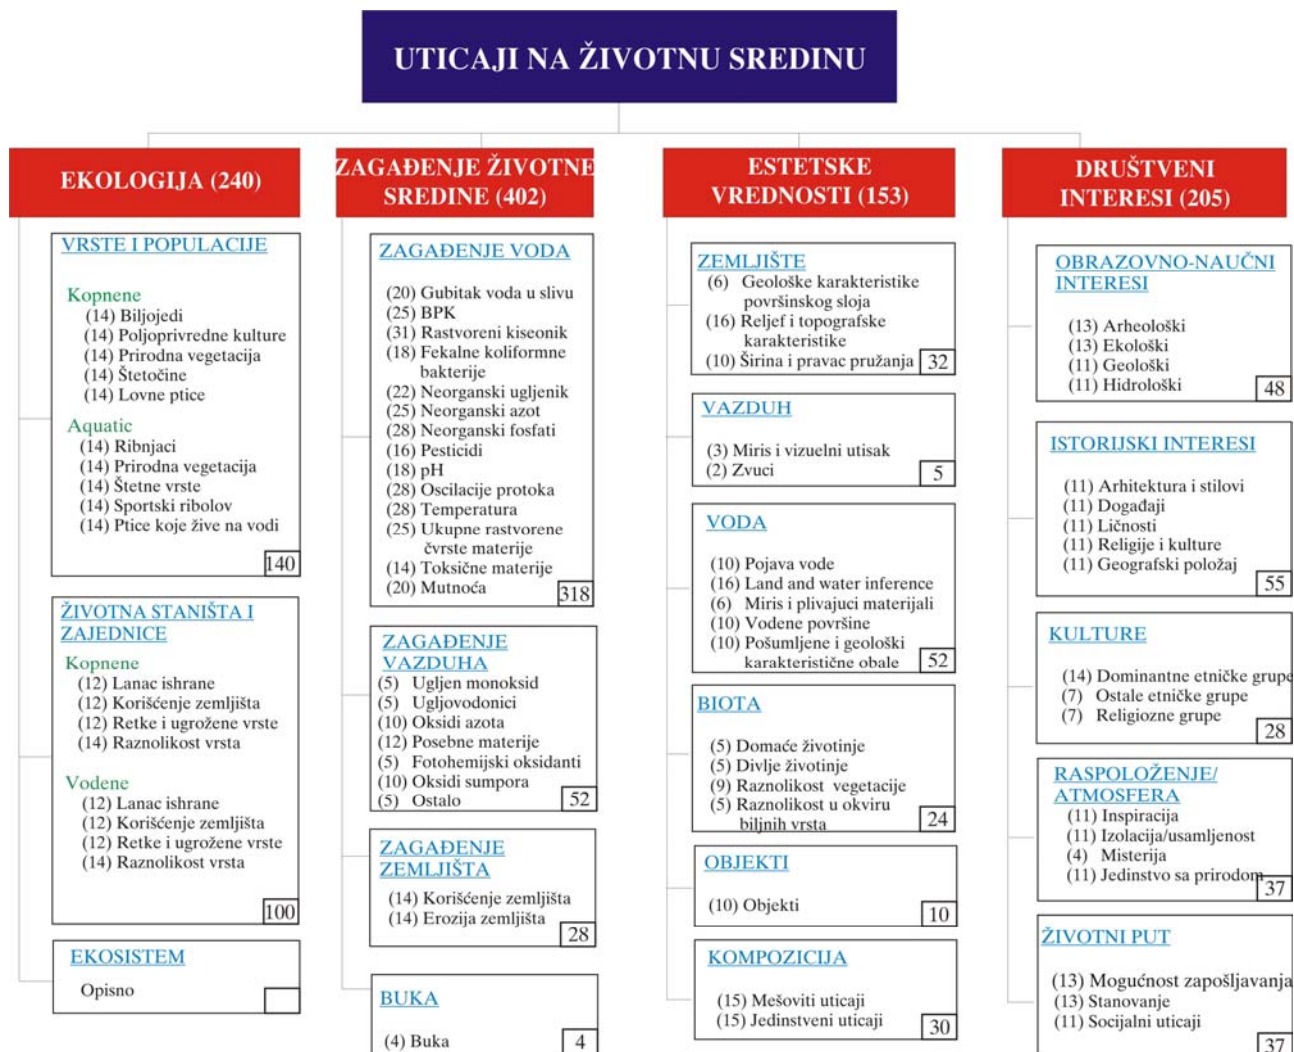 UTICAJI NA ŽIVOTNU SREDINU
EKOLOGIJA (240)
VRSTE I POPULACIJE
Kopnene
(14) Biljojedi
(14) Poljoprivredne kulture
(14) Prirodna vegetacija
(14) Štetočine
(14) Lovne ptice
Aquatic
(14) Ribnjaci
(14) Prirodna vegetacija
(14) Štetne vrste
(14) Sportski ribolov
(14) Ptice koje žive na vodi
140
ŽIVOTNA STANIŠTA I
ZAJEDNICE
Kopnene
(12) Lanac ishrane
(12) Korišćenje zemljišta
(12) Retke i ugrožene vrste
(14) Raznolikost vrsta
Vodene
(12) Lanac ishrane
(12) Korišćenje zemljišta
(12) Retke i ugrožene vrste
(14) Raznolikost vrsta
100
EKOSISTEM
Opisno
ZAGAĐENJE ŽIVOTNE
SREDINE (402)
ZAGAĐENJE VODA
(20) Gubitak voda u slivu
(25) BPK
(31) Rastvoreni kiseonik
(18) Fekalne koliformne
bakterije
(22) Neorganski ugljenik
(25) Neorganski azot
(28) Neorganski fosfati
(16) Pesticidi
(18) pH
(28) Oscilacije protoka
(28) Temperatura
(25) Ukupne rastvorene
čvrste materije
(14) Toksične materije
(20) Mutnoća
318
ZAGAĐENJE
VAZDUHA
(5) Ugljen monoksid
(5) Ugljovodonici
(10) Oksidi azota
(12) Posebne materije
(5) Fotohemijski oksidanti
(10) Oksidi sumpora
(5) Ostalo
52
ZAGAĐENJE
ZEMLJIŠTA
(14) Korišćenje zemljišta
(14) Erozija zemljišta
28
BUKA
(4) Buka
4
ESTETSKE
VREDNOSTI (153)
ZEMLJIŠTE
(6) Geološke karakteristike
površinskog sloja
(16) Reljef i topografske
karakteristike
(10) Širina i pravac pružanja
32
VAZDUH
(3) Miris i vizuelni utisak
(2) Zvuci
5
VODA
(10) Pojava vode
(16) Land and water inference
(6) Miris i plivajuci materijali
(10) Vodene površine
(10) Pošumljene i geološki
karakteristične obale
52
BIOTA
(5) Domaće životinje
(5) Divlje životinje
(9) Raznolikost vegetacije
(5) Raznolikost u okviru
biljnih vrsta
24
OBJEKTI
(10) Objekti
10
KOMPOZICIJA
(15) Mešoviti uticaji
(15) Jedinstveni uticaji
30
DRUŠTVENI
INTERESI (205)
OBRAZOVNO-NAUČNI
INTERESI
(13) Arheološki
(13) Ekološki
(11) Geološki
(11) Hidrološki
48
ISTORIJSKI INTERESI
(11) Arhitektura i stilovi
(11) Događaji
(11) Ličnosti
(11) Religije i kulture
(11) Geografski položaj
55
KULTURE
(14) Dominantne etničke grupe
(7) Ostale etničke grupe
(7) Religiozne grupe
28
RASPOLOŽENJE/
ATMOSFERA
(11) Inspiracija
(11) Izolacija/usamljenost
(4) Misterija
(11) Jedinstvo sa prirodom
37
ŽIVOTNI PUT
(13) Mogućnost zapošljavanja
(13) Stanovanje
(11) Socijalni uticaji
37